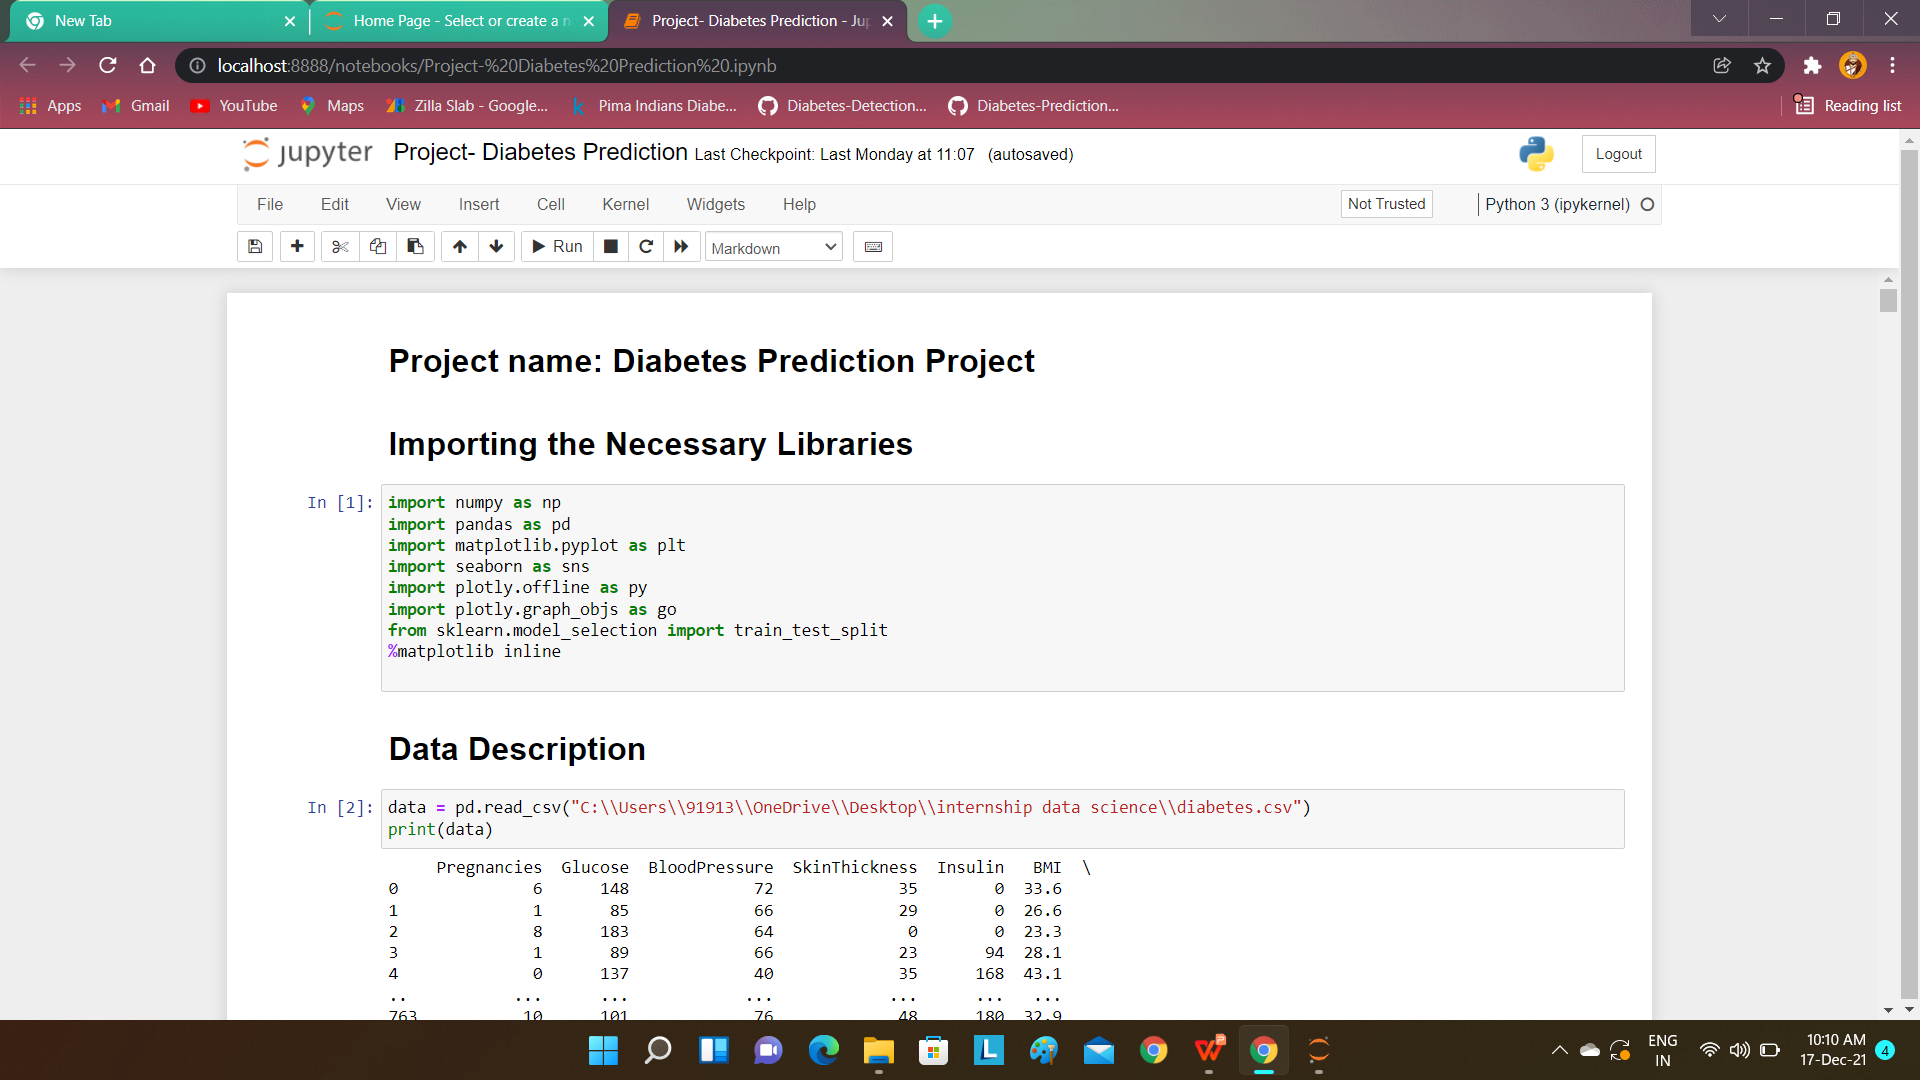 New Tab
Home Page - Select or create a n
Project- Diabetes Prediction - Jup
localhost:8888/notebooks/Project-%20Diabetes%20Prediction%20.ipynb
Apps
Gmail
YouTube
Maps
Zilla Slab - Google...
Pima Indians Diabe...
Diabetes-Detection...
Diabetes-Prediction...
Reading list
jupyter Project- Diabetes Prediction Last Checkpoint: Last Monday at 11:07 (autosaved)
Logout
File Edit View Insert Cell Kernel Widgets Help
Not Trusted
Python 3 (ipykernel)
Run
Markdown
Project name: Diabetes Prediction Project
Importing the Necessary Libraries
In [1]: import numpy as np
import pandas as pd
import matplotlib.pyplot as plt
import seaborn as sns
import plotly.offline as py
import plotly.graph_objs as go
from sklearn.model_selection import train_test_split
%matplotlib inline
Data Description
In [2]: data = pd.read_csv("C:\\Users\\91913\\OneDrive\\Desktop\\internship data science\\diabetes.csv")
print(data)
Pregnancies Glucose BloodPressure SkinThickness Insulin BMI \
0 6 148 72 35 0 33.6
1 1 85 66 29 0 26.6
2 8 183 64 0 0 23.3
3 1 89 66 23 94 28.1
4 0 137 40 35 168 43.1
.. ... ... ... ... ... ...
763 10 101 76 48 180 32.9
ENG
IN
10:10 AM
17-Dec-21
4